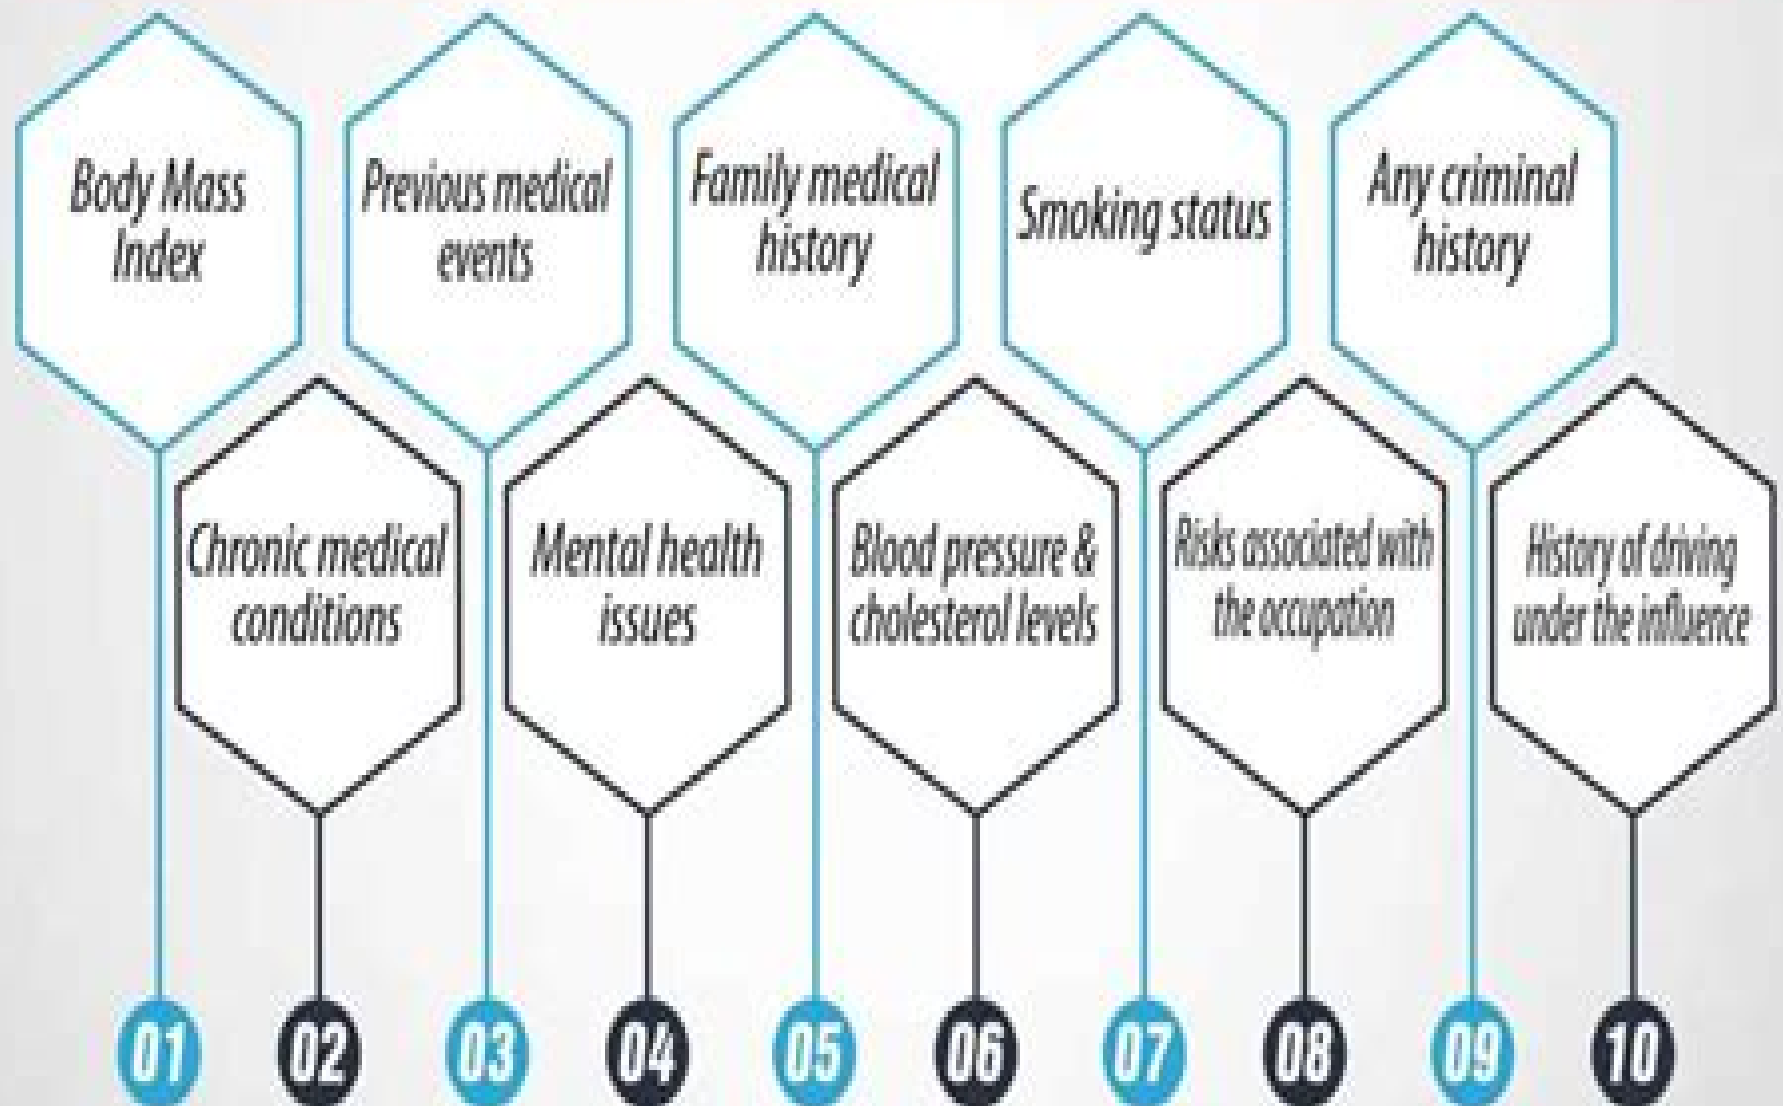 Body Mass
Index
Chronic medical
conditions
Previous medical
events
Mental health
issues
Family medical
history
Blood pressure &
cholesterol levels
Smoking status
Risks associated with
the occupation
Any criminal
history
History of driving
under the influence
01
02
03
04
05
06
07
08
09
10